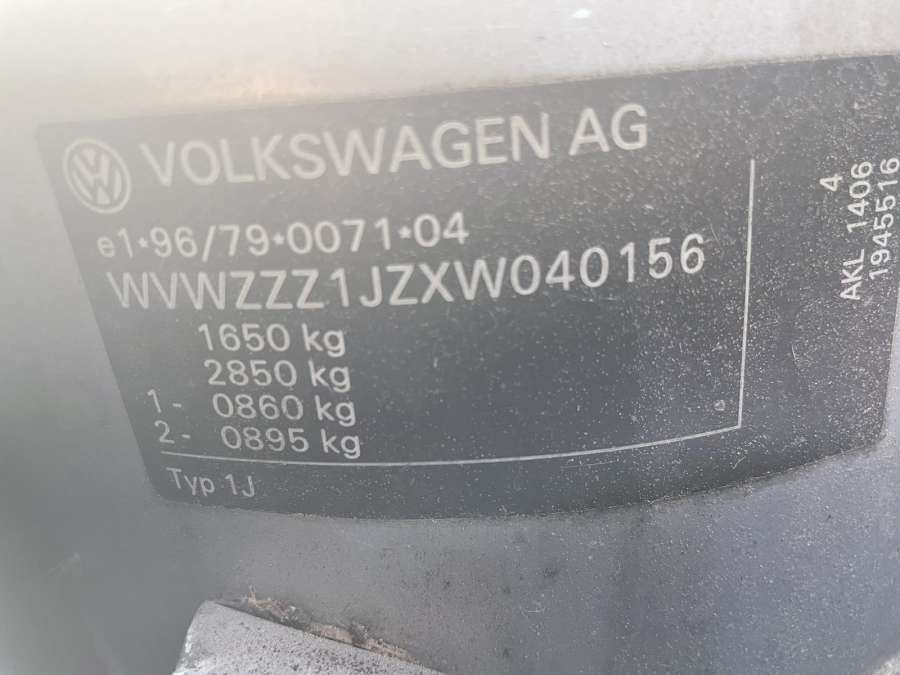 VOLKSWAGEN AG
e1*96/79*0071*04
WVWZZZ1JZXW040156
1650 kg
2850 kg
1- 0860 kg
2- 0895 kg
Typ 1J
4
AKL 1406
1945516